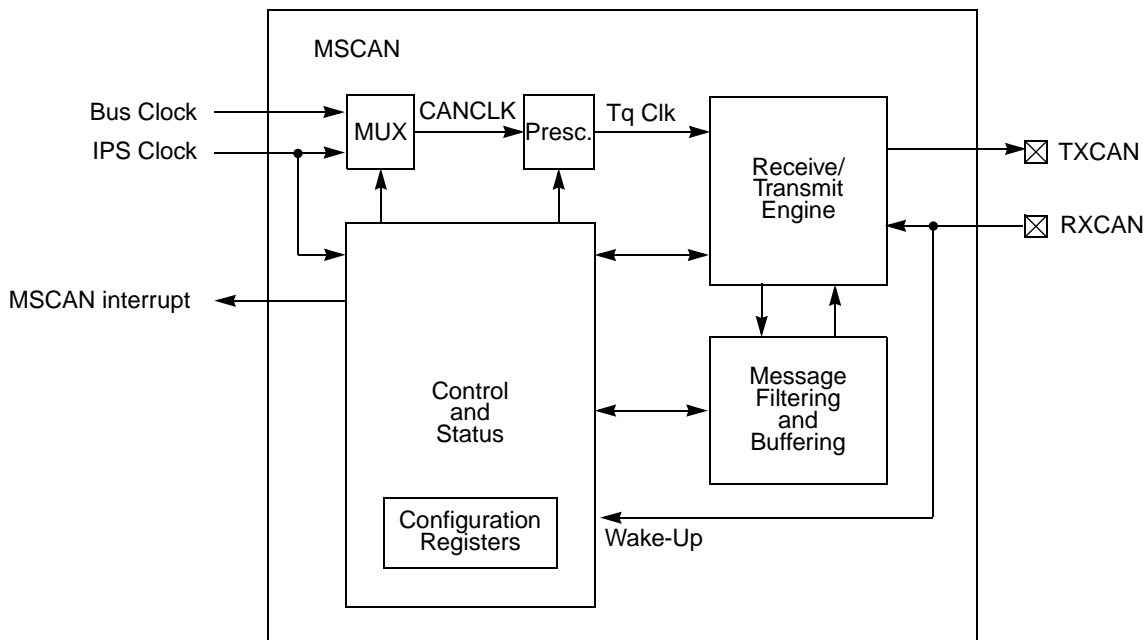 MSCAN
Bus Clock
IPS Clock
MUX
CANCLK
Presc.
Tq Clk
Receive/
Transmit
Engine
TXCAN
RXCAN
MSCAN interrupt
Control
and
Status
Message
Filtering
and
Buffering
Configuration
Registers
Wake-Up